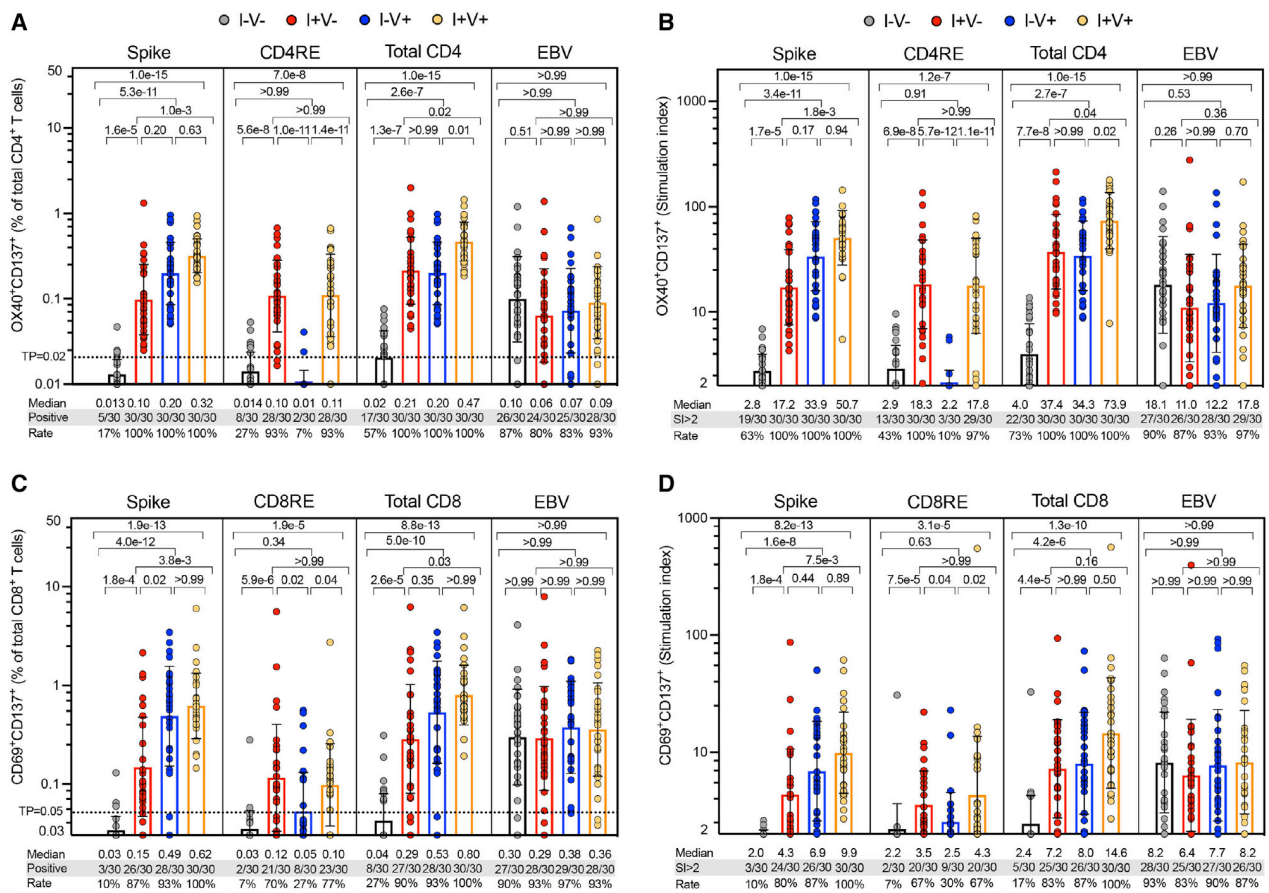 A
I-V- I+V- I-V+ I+V+
Spike CD4RE Total CD4 EBV
OX40+CD137+ (% of total CD4+ T cells)
50
10
1
0.1
TP=0.02
0.01
1.0e-15 7.0e-8 1.0e-15 >0.99
5.3e-11 >0.99 2.6e-7 >0.99
1.0e-3 >0.99 0.02 >0.99
1.6e-5 0.20 0.63 5.6e-8 1.0e-11 1.4e-11 1.3e-7 >0.99 0.01 0.51 >0.99 >0.99
Median 0.013 0.10 0.20 0.32 0.014 0.10 0.01 0.11 0.02 0.21 0.20 0.47 0.10 0.06 0.07 0.09
Positive 5/30 30/30 30/30 30/30 8/30 28/30 2/30 28/30 17/30 30/30 30/30 30/30 26/30 24/30 25/30 28/30
Rate 17% 100% 100% 100% 27% 93% 7% 93% 57% 100% 100% 100% 87% 80% 83% 93%
B
I-V- I+V- I-V+ I+V+
Spike CD4RE Total CD4 EBV
OX40+CD137+ (Stimulation index)
1000
100
10
2
1.0e-15 1.2e-7 1.0e-15 >0.99
3.4e-11 0.91 2.7e-7 0.53
1.8e-3 >0.99 0.04 0.36
1.7e-5 0.17 0.94 6.9e-8 5.7e-12 1.1e-11 7.7e-8 >0.99 0.02 0.26 >0.99 0.70
Median 2.8 17.2 33.9 50.7 2.9 18.3 2.2 17.8 4.0 37.4 34.3 73.9 18.1 11.0 12.2 17.8
SI>2 19/30 30/30 30/30 30/30 13/30 30/30 3/30 29/30 22/30 30/30 30/30 30/30 27/30 26/30 28/30 29/30
Rate 63% 100% 100% 100% 43% 100% 10% 97% 73% 100% 100% 100% 90% 87% 93% 97%
C
Spike CD8RE Total CD8 EBV
CD69+CD137+ (% of total CD8+ T cells)
50
10
1
0.1
TP=0.05
0.03
1.9e-13 1.9e-5 8.8e-13 >0.99
4.0e-12 0.34 5.0e-10 >0.99
3.8e-3 >0.99 0.03 >0.99
1.8e-4 0.02 >0.99 5.9e-6 0.02 0.04 2.6e-5 0.35 >0.99 >0.99 >0.99 >0.99
Median 0.03 0.15 0.49 0.62 0.03 0.12 0.05 0.10 0.04 0.29 0.53 0.80 0.30 0.29 0.38 0.36
Positive 3/30 26/30 28/30 30/30 2/30 21/30 8/30 23/30 8/30 27/30 28/30 30/30 27/30 28/30 29/30 28/30
Rate 10% 87% 93% 100% 7% 70% 27% 77% 27% 90% 93% 100% 90% 93% 97% 93%
D
Spike CD8RE Total CD8 EBV
CD69+CD137+ (Stimulation index)
1000
100
10
2
8.2e-13 3.1e-5 1.3e-10 >0.99
1.6e-8 0.63 4.2e-6 >0.99
7.5e-3 >0.99 0.16 >0.99
1.8e-4 0.44 0.89 7.5e-5 0.04 0.02 4.4e-5 >0.99 0.50 >0.99 >0.99 >0.99
Median 2.0 4.3 6.9 9.9 2.2 3.5 2.5 4.3 2.4 7.2 8.0 14.6 8.2 6.4 7.7 8.2
SI>2 3/30 24/30 26/30 30/30 2/30 20/30 9/30 20/30 5/30 25/30 26/30 30/30 28/30 28/30 26/30 26/30
Rate 10% 80% 87% 100% 7% 67% 30% 67% 17% 83% 87% 100% 93% 93% 87% 87%